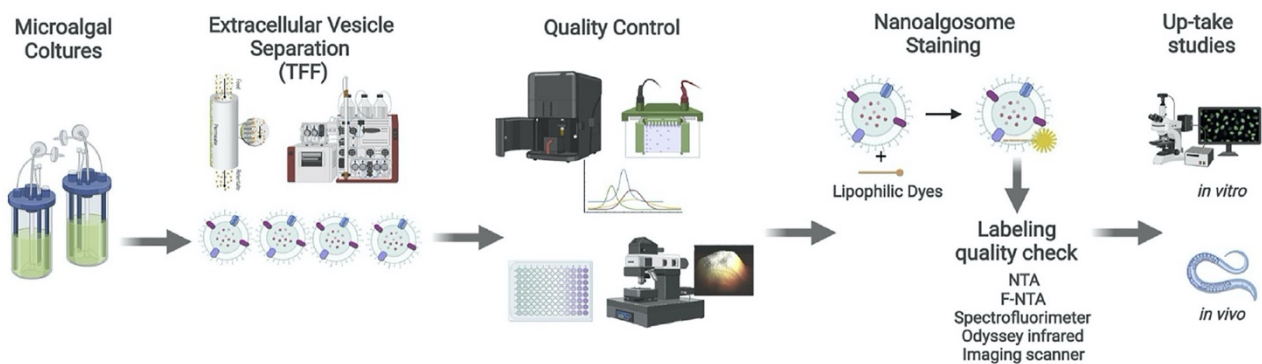 Microalgal
Coltures
Extracellular Vesicle
Separation
(TFF)
Quality Control
Nanoalgosome
Staining
Up-take
studies
Permeate
+
Lipophilic Dyes
in vitro
Labeling
quality check
NTA
F-NTA
Spectrofluorimeter
Odyssey infrared
Imaging scanner
in vivo